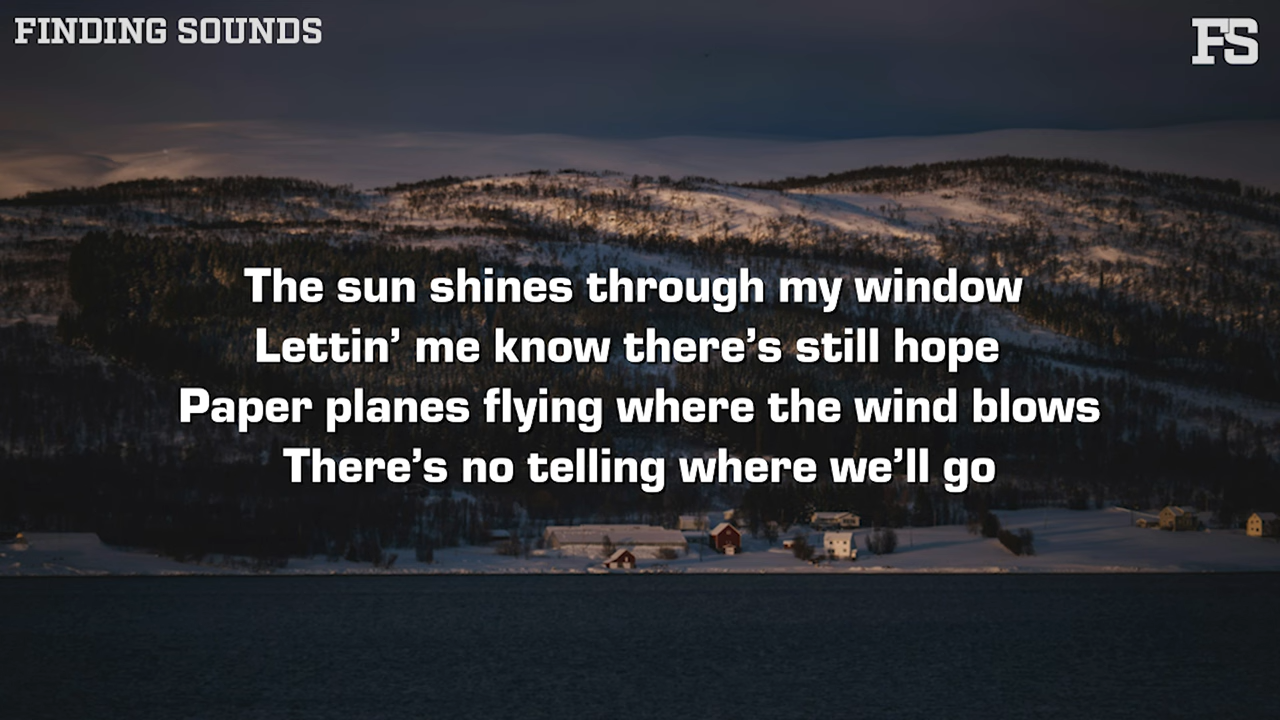 FINDING SOUNDS
FS
The sun shines through my window
Lettin’ me know there’s still hope
Paper planes flying where the wind blows
There’s no telling where we’ll go